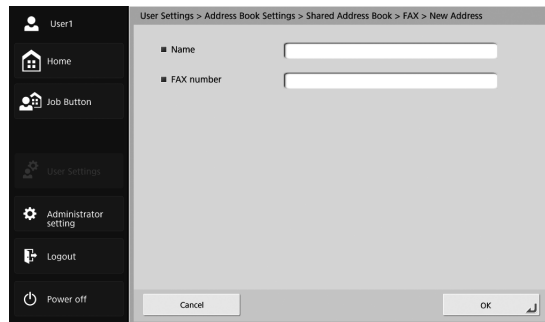 User1
Home
Job Button
User Settings
Administrator
setting
Logout
Power off
User Settings > Address Book Settings > Shared Address Book > FAX > New Address
Name
FAX number
Cancel
OK